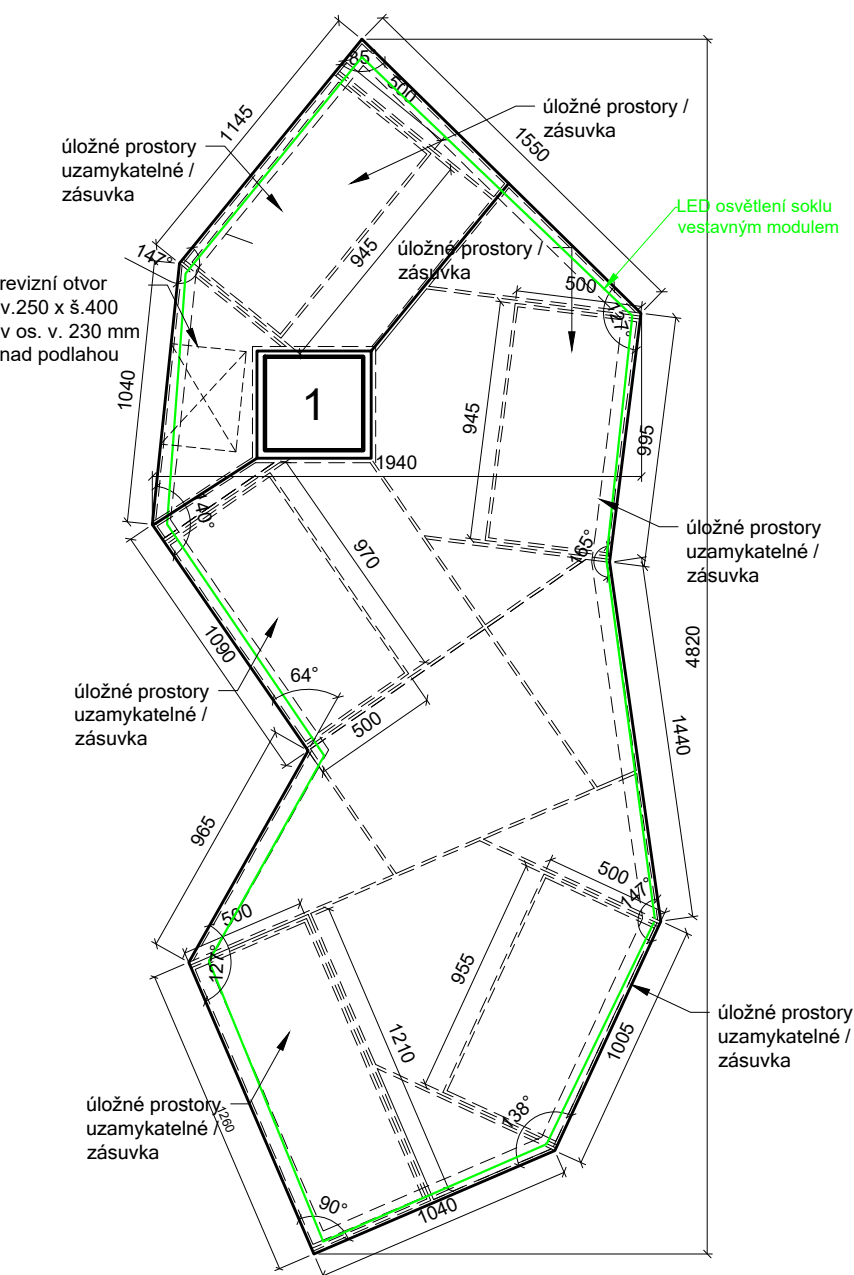 85°
500
1145
úložné prostory /
zásuvka
1550
úložné prostory
uzamykatelné /
zásuvka
LED osvětlení soklu
vestavným modulem
147°
945
úložné prostory /
zásuvka
500
127°
revizní otvor
v.250 x š.400
v os. v. 230 mm
nad podlahou
1040
1
945
995
1940
140°
165°
úložné prostory
uzamykatelné /
zásuvka
970
1090
64°
4820
úložné prostory
uzamykatelné /
zásuvka
500
1440
965
500
147°
500
127°
955
1210
1005
úložné prostory
uzamykatelné /
zásuvka
úložné prostory
uzamykatelné /
zásuvka
1260
138°
90°
1040